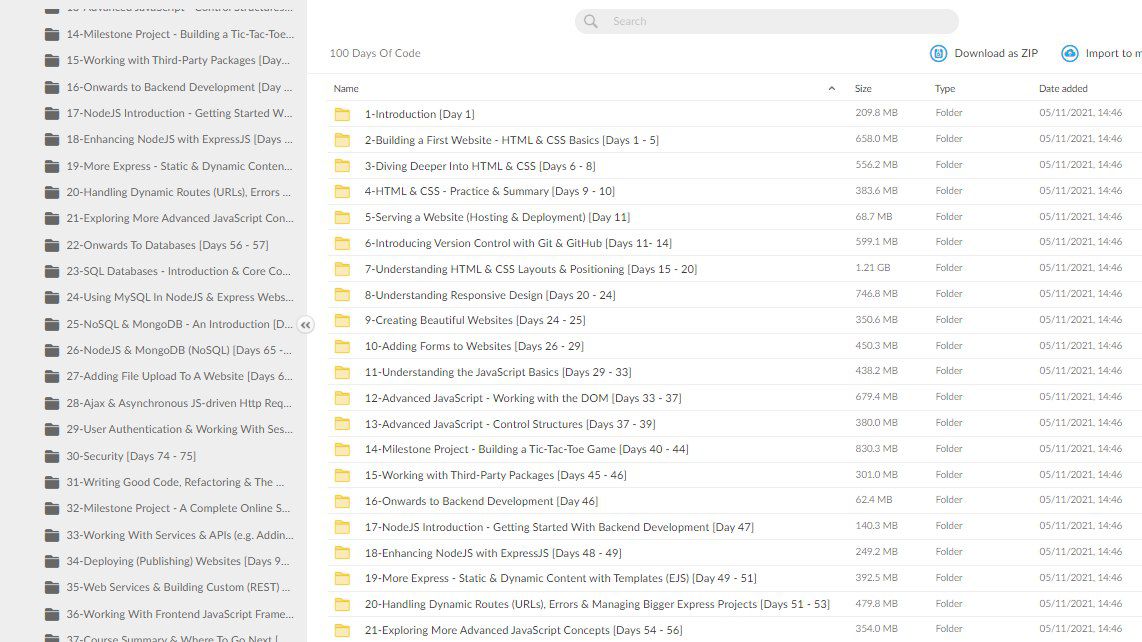 13-Advanced JavaScript - Control Structures...
14-Milestone Project - Building a Tic-Tac-Toe...
15-Working with Third-Party Packages [Day...
16-Onwards to Backend Development [Day ...
17-NodeJS Introduction - Getting Started W...
18-Enhancing NodeJS with ExpressJS [Days ...
19-More Express - Static & Dynamic Conten...
20-Handling Dynamic Routes (URLs), Errors ...
21-Exploring More Advanced JavaScript Con...
22-Onwards To Databases [Days 56 - 57]
23-SQL Databases - Introduction & Core Co...
24-Using MySQL In NodeJS & Express Webs...
25-NoSQL & MongoDB - An Introduction [D...
26-NodeJS & MongoDB (NoSQL) [Days 65 -...
27-Adding File Upload To A Website [Days 6...
28-Ajax & Asynchronous JS-driven Http Req...
29-User Authentication & Working With Ses...
30-Security [Days 74 - 75]
31-Writing Good Code, Refactoring & The ...
32-Milestone Project - A Complete Online S...
33-Working With Services & APIs (e.g. Addin...
34-Deploying (Publishing) Websites [Days 9...
35-Web Services & Building Custom (REST) ...
36-Working With Frontend JavaScript Frame...
37-Course Summary & Where To Go Next [...
Search
100 Days Of Code
Download as ZIP Import to m
Name Size Type Date added
1-Introduction [Day 1] 209.8 MB Folder 05/11/2021, 14:46
2-Building a First Website - HTML & CSS Basics [Days 1 - 5] 658.0 MB Folder 05/11/2021, 14:46
3-Diving Deeper Into HTML & CSS [Days 6 - 8] 556.2 MB Folder 05/11/2021, 14:46
4-HTML & CSS - Practice & Summary [Days 9 - 10] 383.6 MB Folder 05/11/2021, 14:46
5-Serving a Website (Hosting & Deployment) [Day 11] 68.7 MB Folder 05/11/2021, 14:46
6-Introducing Version Control with Git & GitHub [Days 11- 14] 599.1 MB Folder 05/11/2021, 14:46
7-Understanding HTML & CSS Layouts & Positioning [Days 15 - 20] 1.21 GB Folder 05/11/2021, 14:46
8-Understanding Responsive Design [Days 20 - 24] 746.8 MB Folder 05/11/2021, 14:46
9-Creating Beautiful Websites [Days 24 - 25] 350.6 MB Folder 05/11/2021, 14:46
10-Adding Forms to Websites [Days 26 - 29] 450.3 MB Folder 05/11/2021, 14:46
11-Understanding the JavaScript Basics [Days 29 - 33] 438.2 MB Folder 05/11/2021, 14:46
12-Advanced JavaScript - Working with the DOM [Days 33 - 37] 679.4 MB Folder 05/11/2021, 14:46
13-Advanced JavaScript - Control Structures [Days 37 - 39] 380.0 MB Folder 05/11/2021, 14:46
14-Milestone Project - Building a Tic-Tac-Toe Game [Days 40 - 44] 830.3 MB Folder 05/11/2021, 14:46
15-Working with Third-Party Packages [Days 45 - 46] 301.0 MB Folder 05/11/2021, 14:46
16-Onwards to Backend Development [Day 46] 62.4 MB Folder 05/11/2021, 14:46
17-NodeJS Introduction - Getting Started With Backend Development [Day 47] 140.3 MB Folder 05/11/2021, 14:46
18-Enhancing NodeJS with ExpressJS [Days 48 - 49] 249.2 MB Folder 05/11/2021, 14:46
19-More Express - Static & Dynamic Content with Templates (EJS) [Day 49 - 51] 392.5 MB Folder 05/11/2021, 14:46
20-Handling Dynamic Routes (URLs), Errors & Managing Bigger Express Projects [Days 51 - 53] 479.8 MB Folder 05/11/2021, 14:46
21-Exploring More Advanced JavaScript Concepts [Days 54 - 56] 354.0 MB Folder 05/11/2021, 14:46